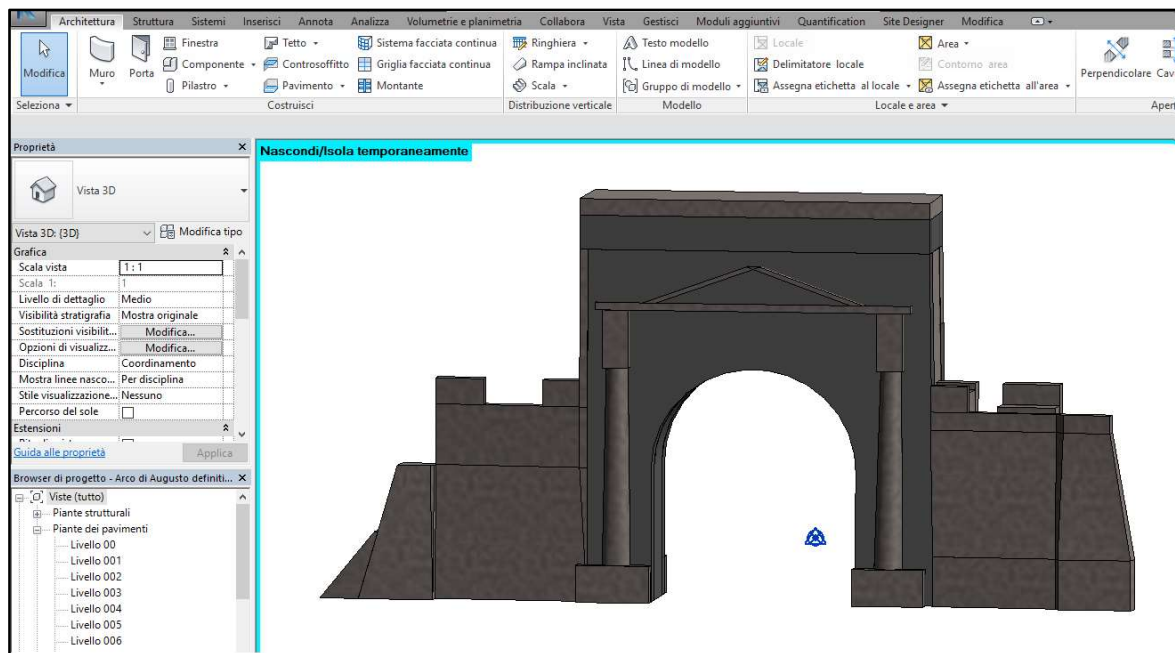 Architettura Struttura Sistemi Inserisci Annota Analizza Volumetrie e planimetria Collabora Vista Gestisci Moduli aggiuntivi Quantification Site Designer Modifica
Modifica
Muro
Porta
Finestra
Componente
Pilastro
Tetto
Controsoffitto
Pavimento
Sistema facciata continua
Griglia facciata continua
Montante
Ringhiera
Rampa inclinata
Scala
Testo modello
Linea di modello
Gruppo di modello
Locale
Delimitatore locale
Assegna etichetta al locale
Area
Contorno area
Assegna etichetta all'area
Perpendicolare
Seleziona Costruisci Distribuzione verticale Modello Locale e area
Proprietà
Vista 3D
Vista 3D: {3D} Modifica tipo
Grafica
Scala vista 1 : 1
Scala 1: 1
Livello di dettaglio Medio
Visibilità stratigrafia Mostra originale
Sostituzioni visibilit... Modifica...
Opzioni di visualizz... Modifica...
Disciplina Coordinamento
Mostra linee nasco... Per disciplina
Stile visualizzazione... Nessuno
Percorso del sole
Estensioni
Guida alle proprietà Applica
Browser di progetto - Arco di Augusto definiti...
Viste (tutto)
Piante strutturali
Piante dei pavimenti
Livello 00
Livello 001
Livello 002
Livello 003
Livello 004
Livello 005
Livello 006
Nascondi/Isola temporaneamente